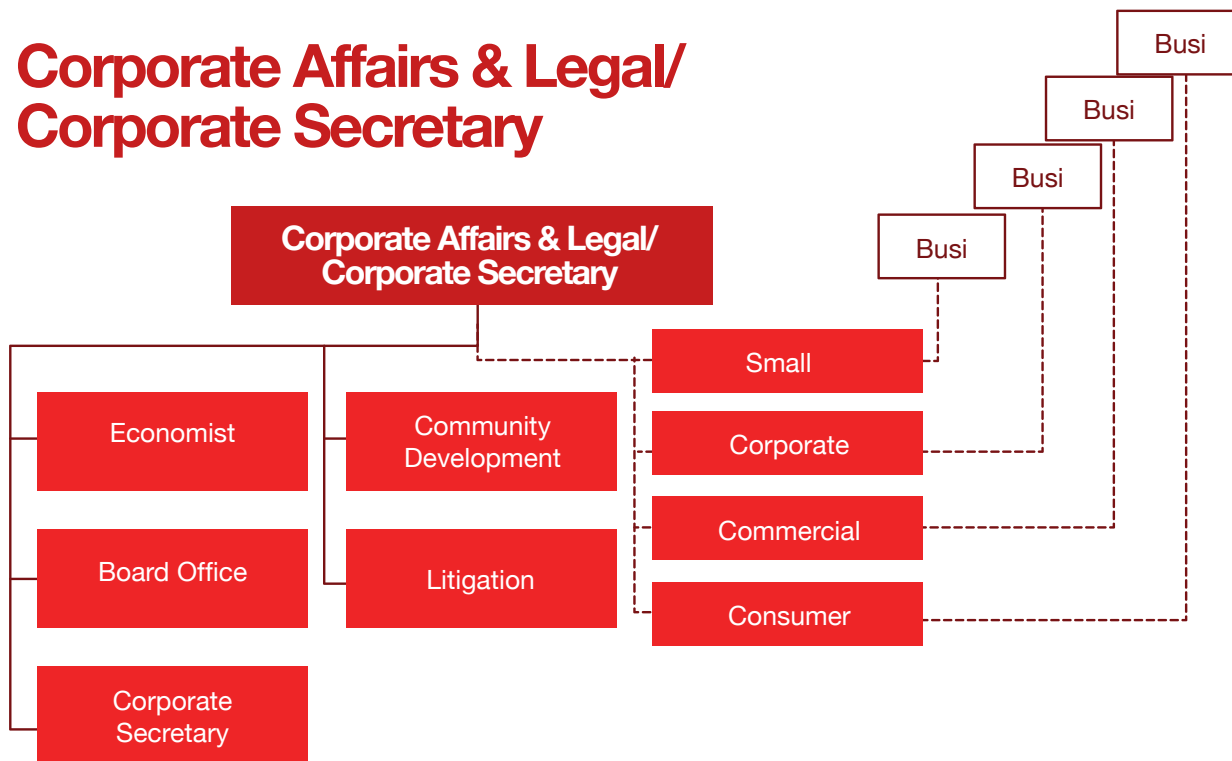 Corporate Affairs & Legal/
Corporate Secretary
Busi
Busi
Busi
Busi
Corporate Affairs & Legal/
Corporate Secretary
Economist
Board Office
Corporate
Secretary
Community
Development
Litigation
Small
Corporate
Commercial
Consumer